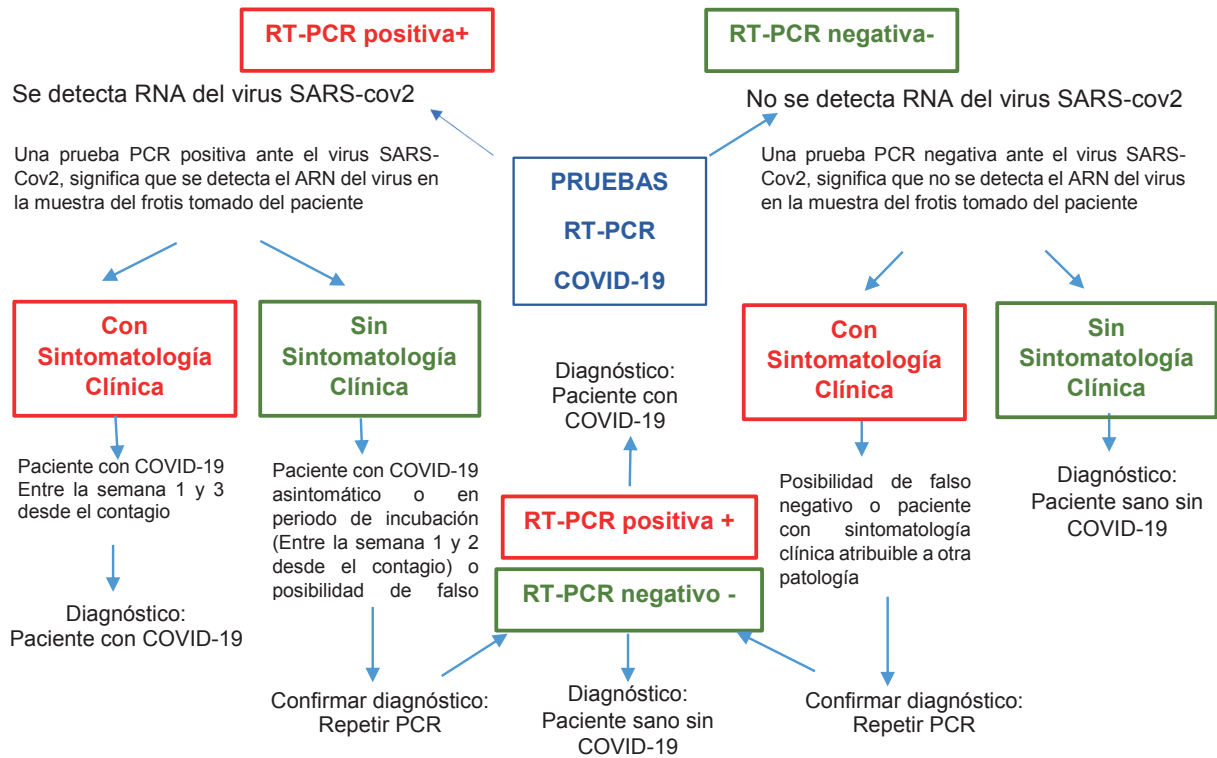 RT-PCR positiva+
RT-PCR negativa-
Se detecta RNA del virus SARS-cov2
No se detecta RNA del virus SARS-cov2
Una prueba PCR positiva ante el virus SARS-
Cov2, significa que se detecta el ARN del virus en
la muestra del frotis tomado del paciente
PRUEBAS
RT-PCR
COVID-19
Una prueba PCR negativa ante el virus SARS-
Cov2, significa que no se detecta el ARN del virus
en la muestra del frotis tomado del paciente
Con
Sintomatología
Clínica
Sin
Sintomatología
Clínica
Con
Sintomatología
Clínica
Sin
Sintomatología
Clínica
Paciente con COVID-19
Entre la semana 1 y 3
desde el contagio
Diagnóstico:
Paciente con COVID-19
Paciente con COVID-19
asintomático o en
periodo de incubación
(Entre la semana 1 y 2
desde el contagio) o
posibilidad de falso
Confirmar diagnóstico:
Repetir PCR
Diagnóstico:
Paciente con
COVID-19
RT-PCR positiva +
RT-PCR negativo -
Diagnóstico:
Paciente sano sin
COVID-19
Posibilidad de falso
negativo o paciente
con sintomatología
clínica atribuible a otra
patología
Confirmar diagnóstico:
Repetir PCR
Diagnóstico:
Paciente sano sin
COVID-19